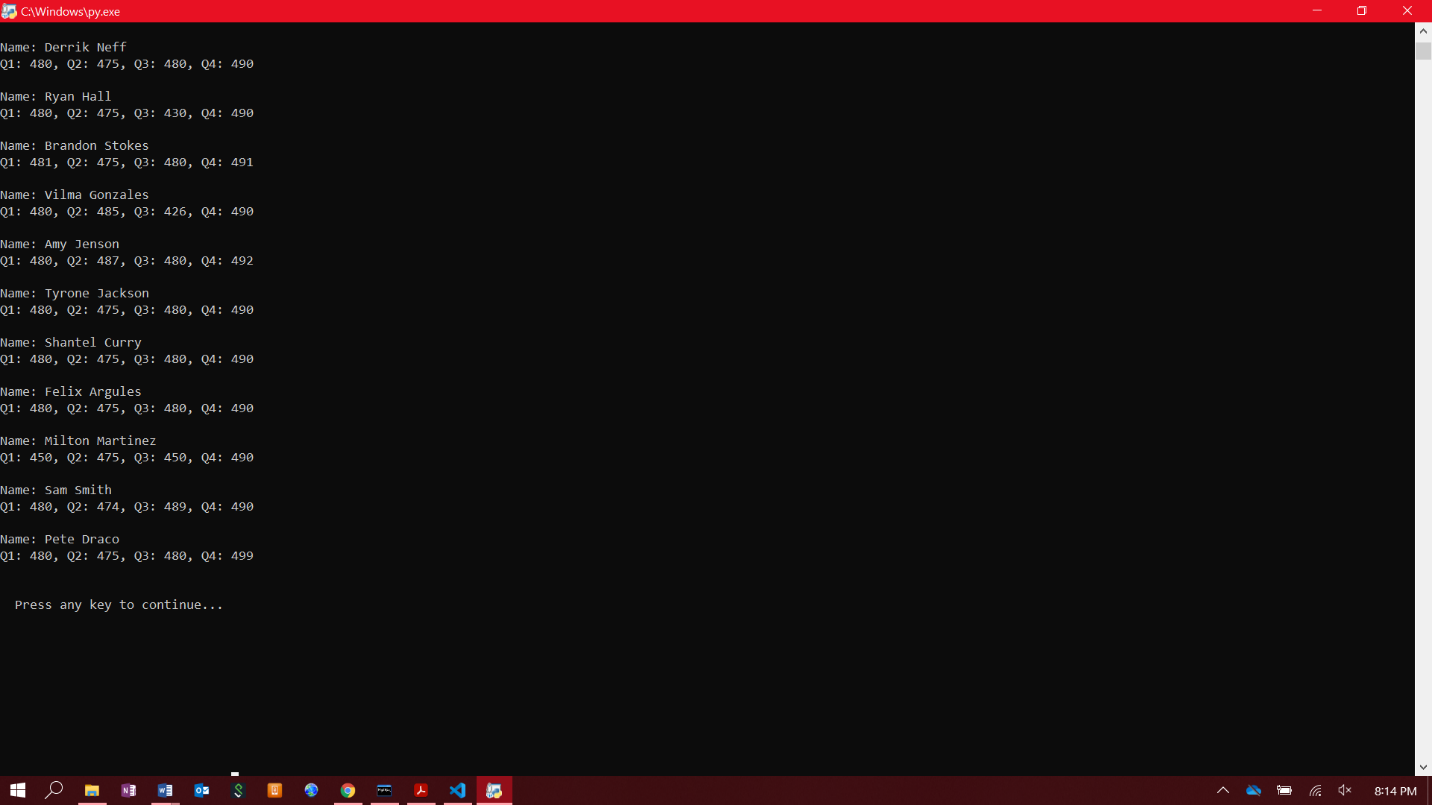 C:\Windows\py.exe
Name: Derrik Neff
Q1: 480, Q2: 475, Q3: 480, Q4: 490
Name: Ryan Hall
Q1: 480, Q2: 475, Q3: 430, Q4: 490
Name: Brandon Stokes
Q1: 481, Q2: 475, Q3: 480, Q4: 491
Name: Vilma Gonzales
Q1: 480, Q2: 485, Q3: 426, Q4: 490
Name: Amy Jenson
Q1: 480, Q2: 487, Q3: 480, Q4: 492
Name: Tyrone Jackson
Q1: 480, Q2: 475, Q3: 480, Q4: 490
Name: Shantel Curry
Q1: 480, Q2: 475, Q3: 480, Q4: 490
Name: Felix Argules
Q1: 480, Q2: 475, Q3: 480, Q4: 490
Name: Milton Martinez
Q1: 450, Q2: 475, Q3: 450, Q4: 490
Name: Sam Smith
Q1: 480, Q2: 474, Q3: 489, Q4: 490
Name: Pete Draco
Q1: 480, Q2: 475, Q3: 480, Q4: 499
Press any key to continue...
8:14 PM